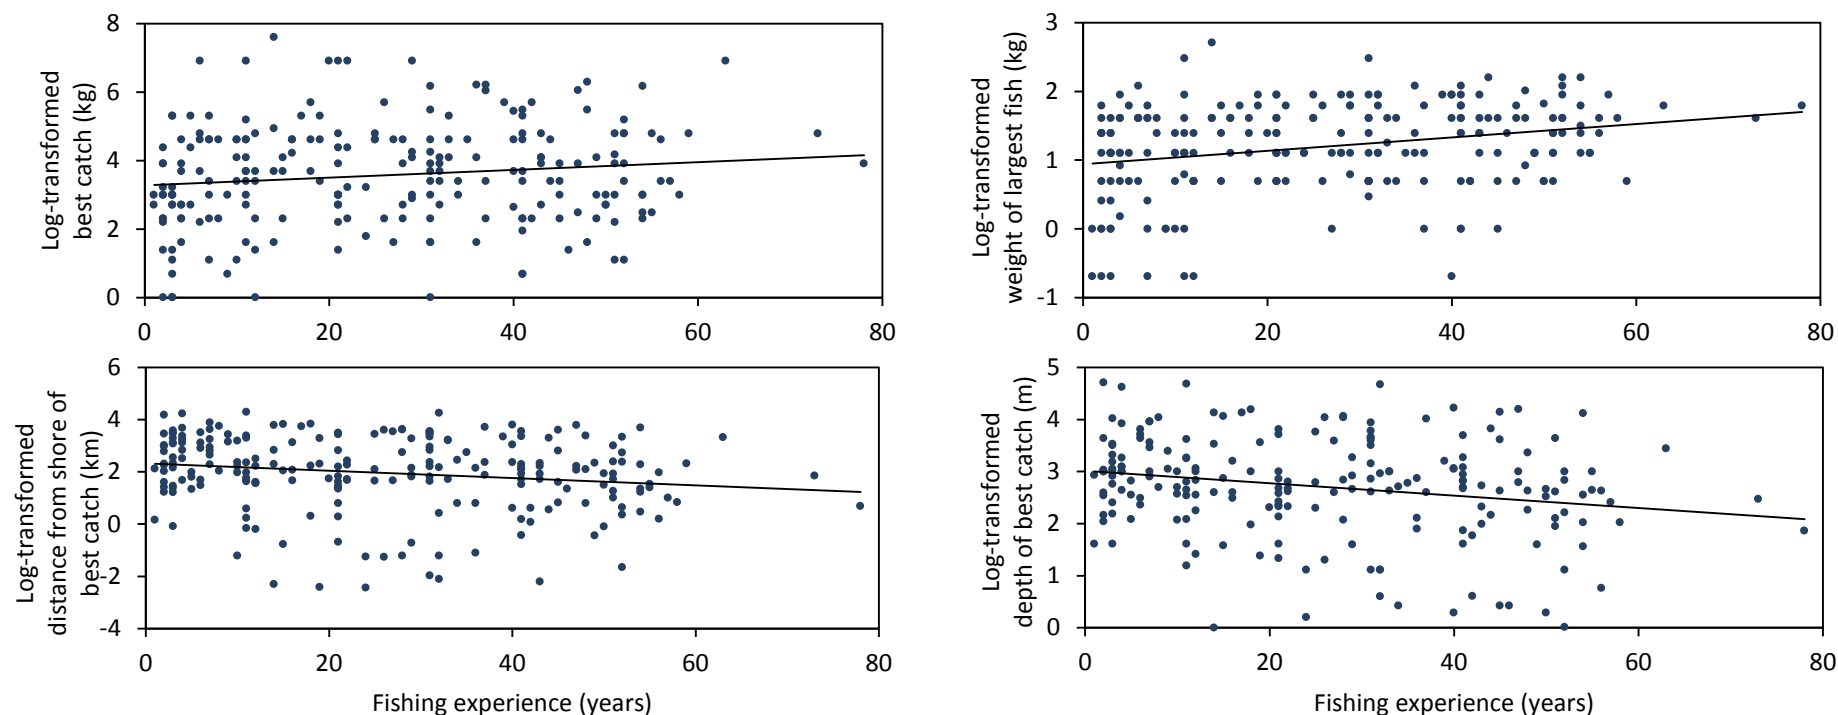 Log-transformed
best catch (kg)
8
6
4
2
0
0 20 40 60 80
Log-transformed
weight of largest fish (kg)
3
2
1
0
-1
0 20 40 60 80
Log-transformed
distance from shore of
best catch (km)
6
4
2
0
-2
-4
0 20 40 60 80
Fishing experience (years)
Log-transformed
depth of best catch (m)
5
4
3
2
1
0
0 20 40 60 80
Fishing experience (years)